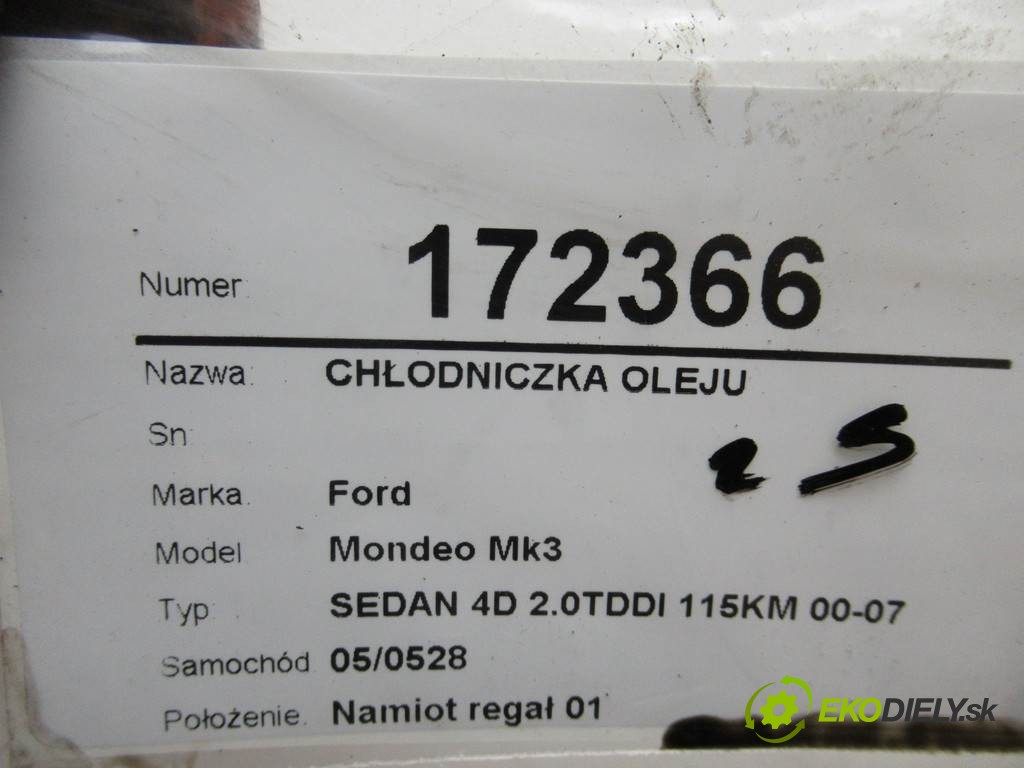 Numer: 172366
Nazwa: CHŁODNICZKA OLEJU
Sn:
2 S
Marka: Ford
Model Mondeo Mk3
Typ: SEDAN 4D 2.0TDDI 115KM 00-07
Samochód 05/0528
Położenie. Namiot regał 01
EKODIELY.sk